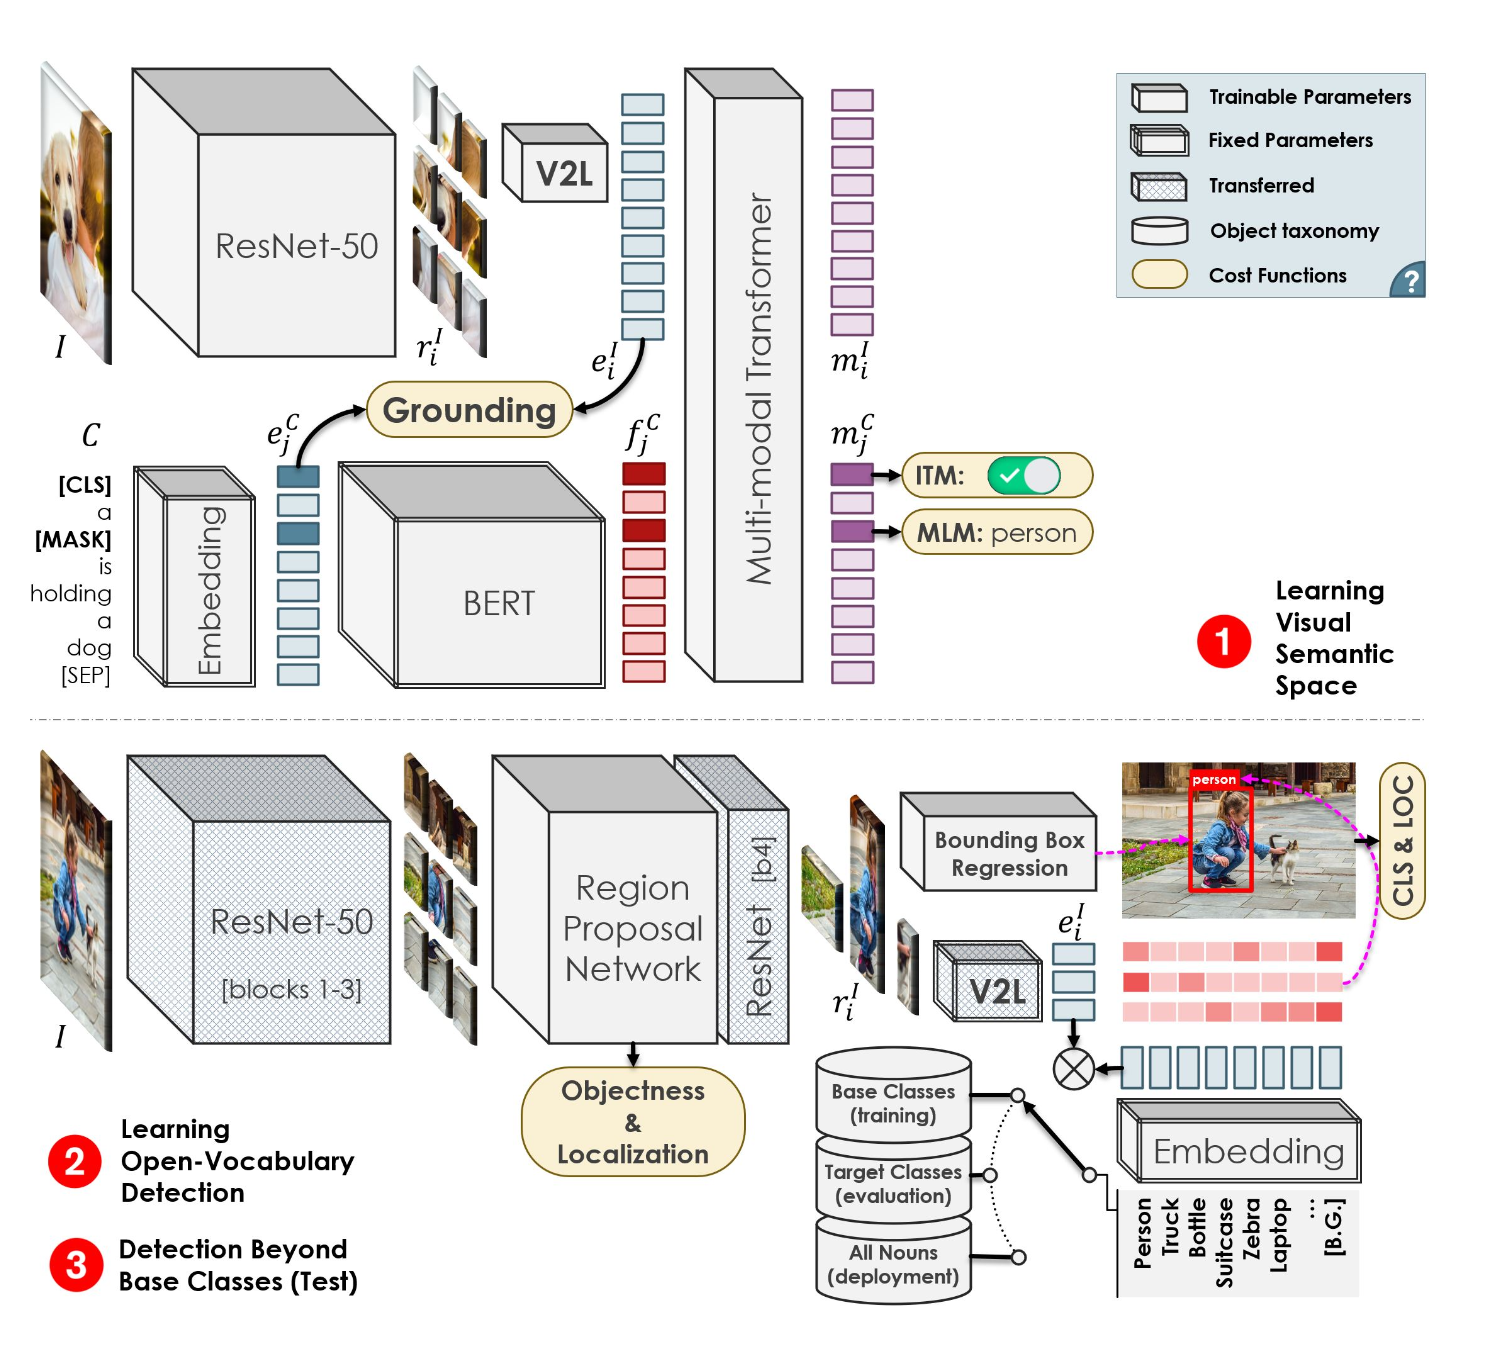 Trainable Parameters
Fixed Parameters
Transferred
Object taxonomy
Cost Functions
?
ResNet-50
V2L
Multi-modal Transformer
I
r_i^I
e_i^I
m_i^I
Grounding
C
e_j^C
f_j^C
m_j^C
[CLS]
a
[MASK]
is
holding
a
dog
[SEP]
Embedding
BERT
ITM:
MLM: person
1
Learning
Visual
Semantic
Space
I
ResNet-50
[blocks 1-3]
Region
Proposal
Network
ResNet [b4]
Objectness
&
Localization
r_i^I
Bounding Box
Regression
V2L
e_i^I
person
CLS & LOC
Base Classes
(training)
Target Classes
(evaluation)
All Nouns
(deployment)
Embedding
Person
Truck
Bottle
Suitcase
Zebra
Laptop
...
[B.G.]
2
Learning
Open-Vocabulary
Detection
3
Detection Beyond
Base Classes (Test)